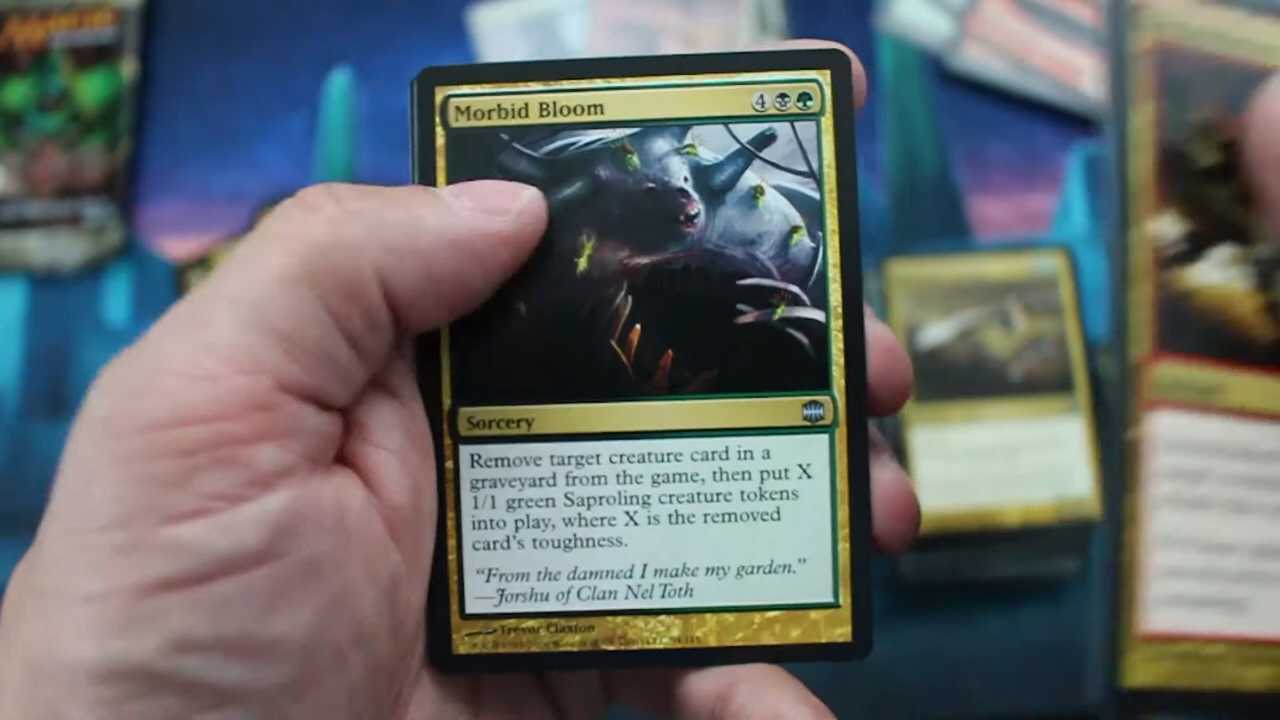 Morbid Bloom
4
Sorcery
Remove target creature card in a
graveyard from the game, then put X
1/1 green Saproling creature tokens
into play, where X is the removed
card's toughness.
"From the damned I make my garden."
—Jorshu of Clan Nel Toth
Trevor Claxton